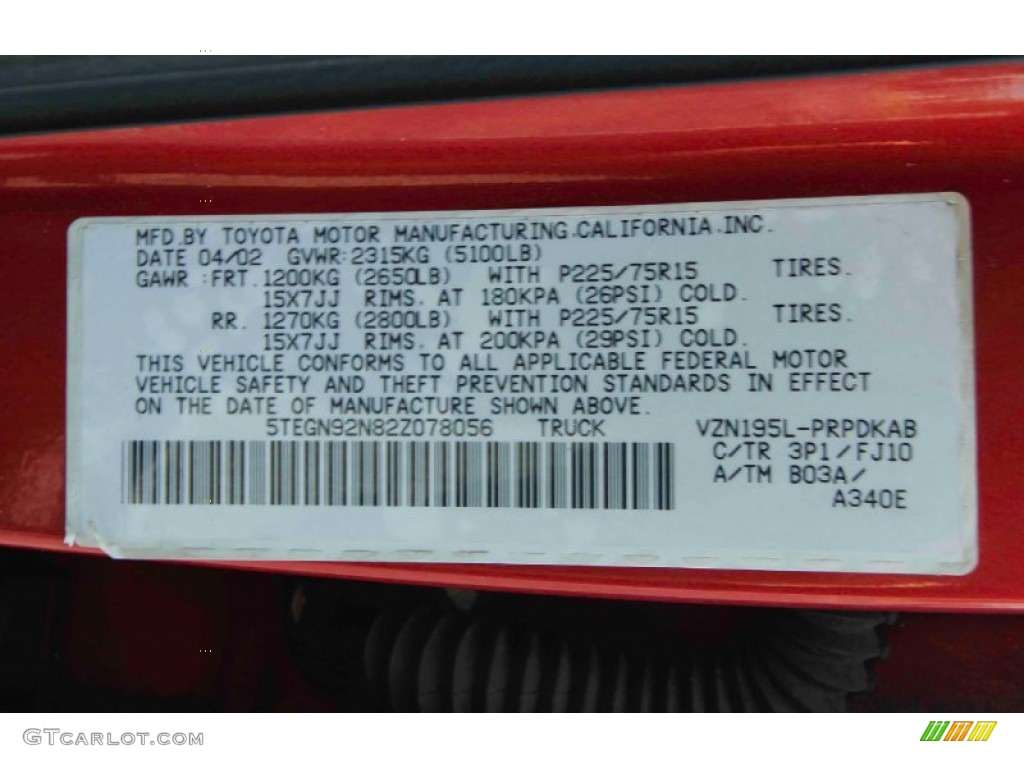 MFD.BY TOYOTA MOTOR MANUFACTURING.CALIFORNIA.INC.
DATE 04/02 GVWR:2315KG (5100LB)
GAWR :FRT.1200KG (2650LB) WITH P225/75R15 TIRES.
15X7JJ RIMS. AT 180KPA (26PSI) COLD.
RR. 1270KG (2800LB) WITH P225/75R15 TIRES.
15X7JJ RIMS. AT 200KPA (29PSI) COLD.
THIS VEHICLE CONFORMS TO ALL APPLICABLE FEDERAL MOTOR
VEHICLE SAFETY AND THEFT PREVENTION STANDARDS IN EFFECT
ON THE DATE OF MANUFACTURE SHOWN ABOVE.
5TEGN92N82Z078056 TRUCK VZN195L-PRPDKAB
C/TR 3P1/FJ10
A/TM B03A/
A340E
GTCARLOT.COM